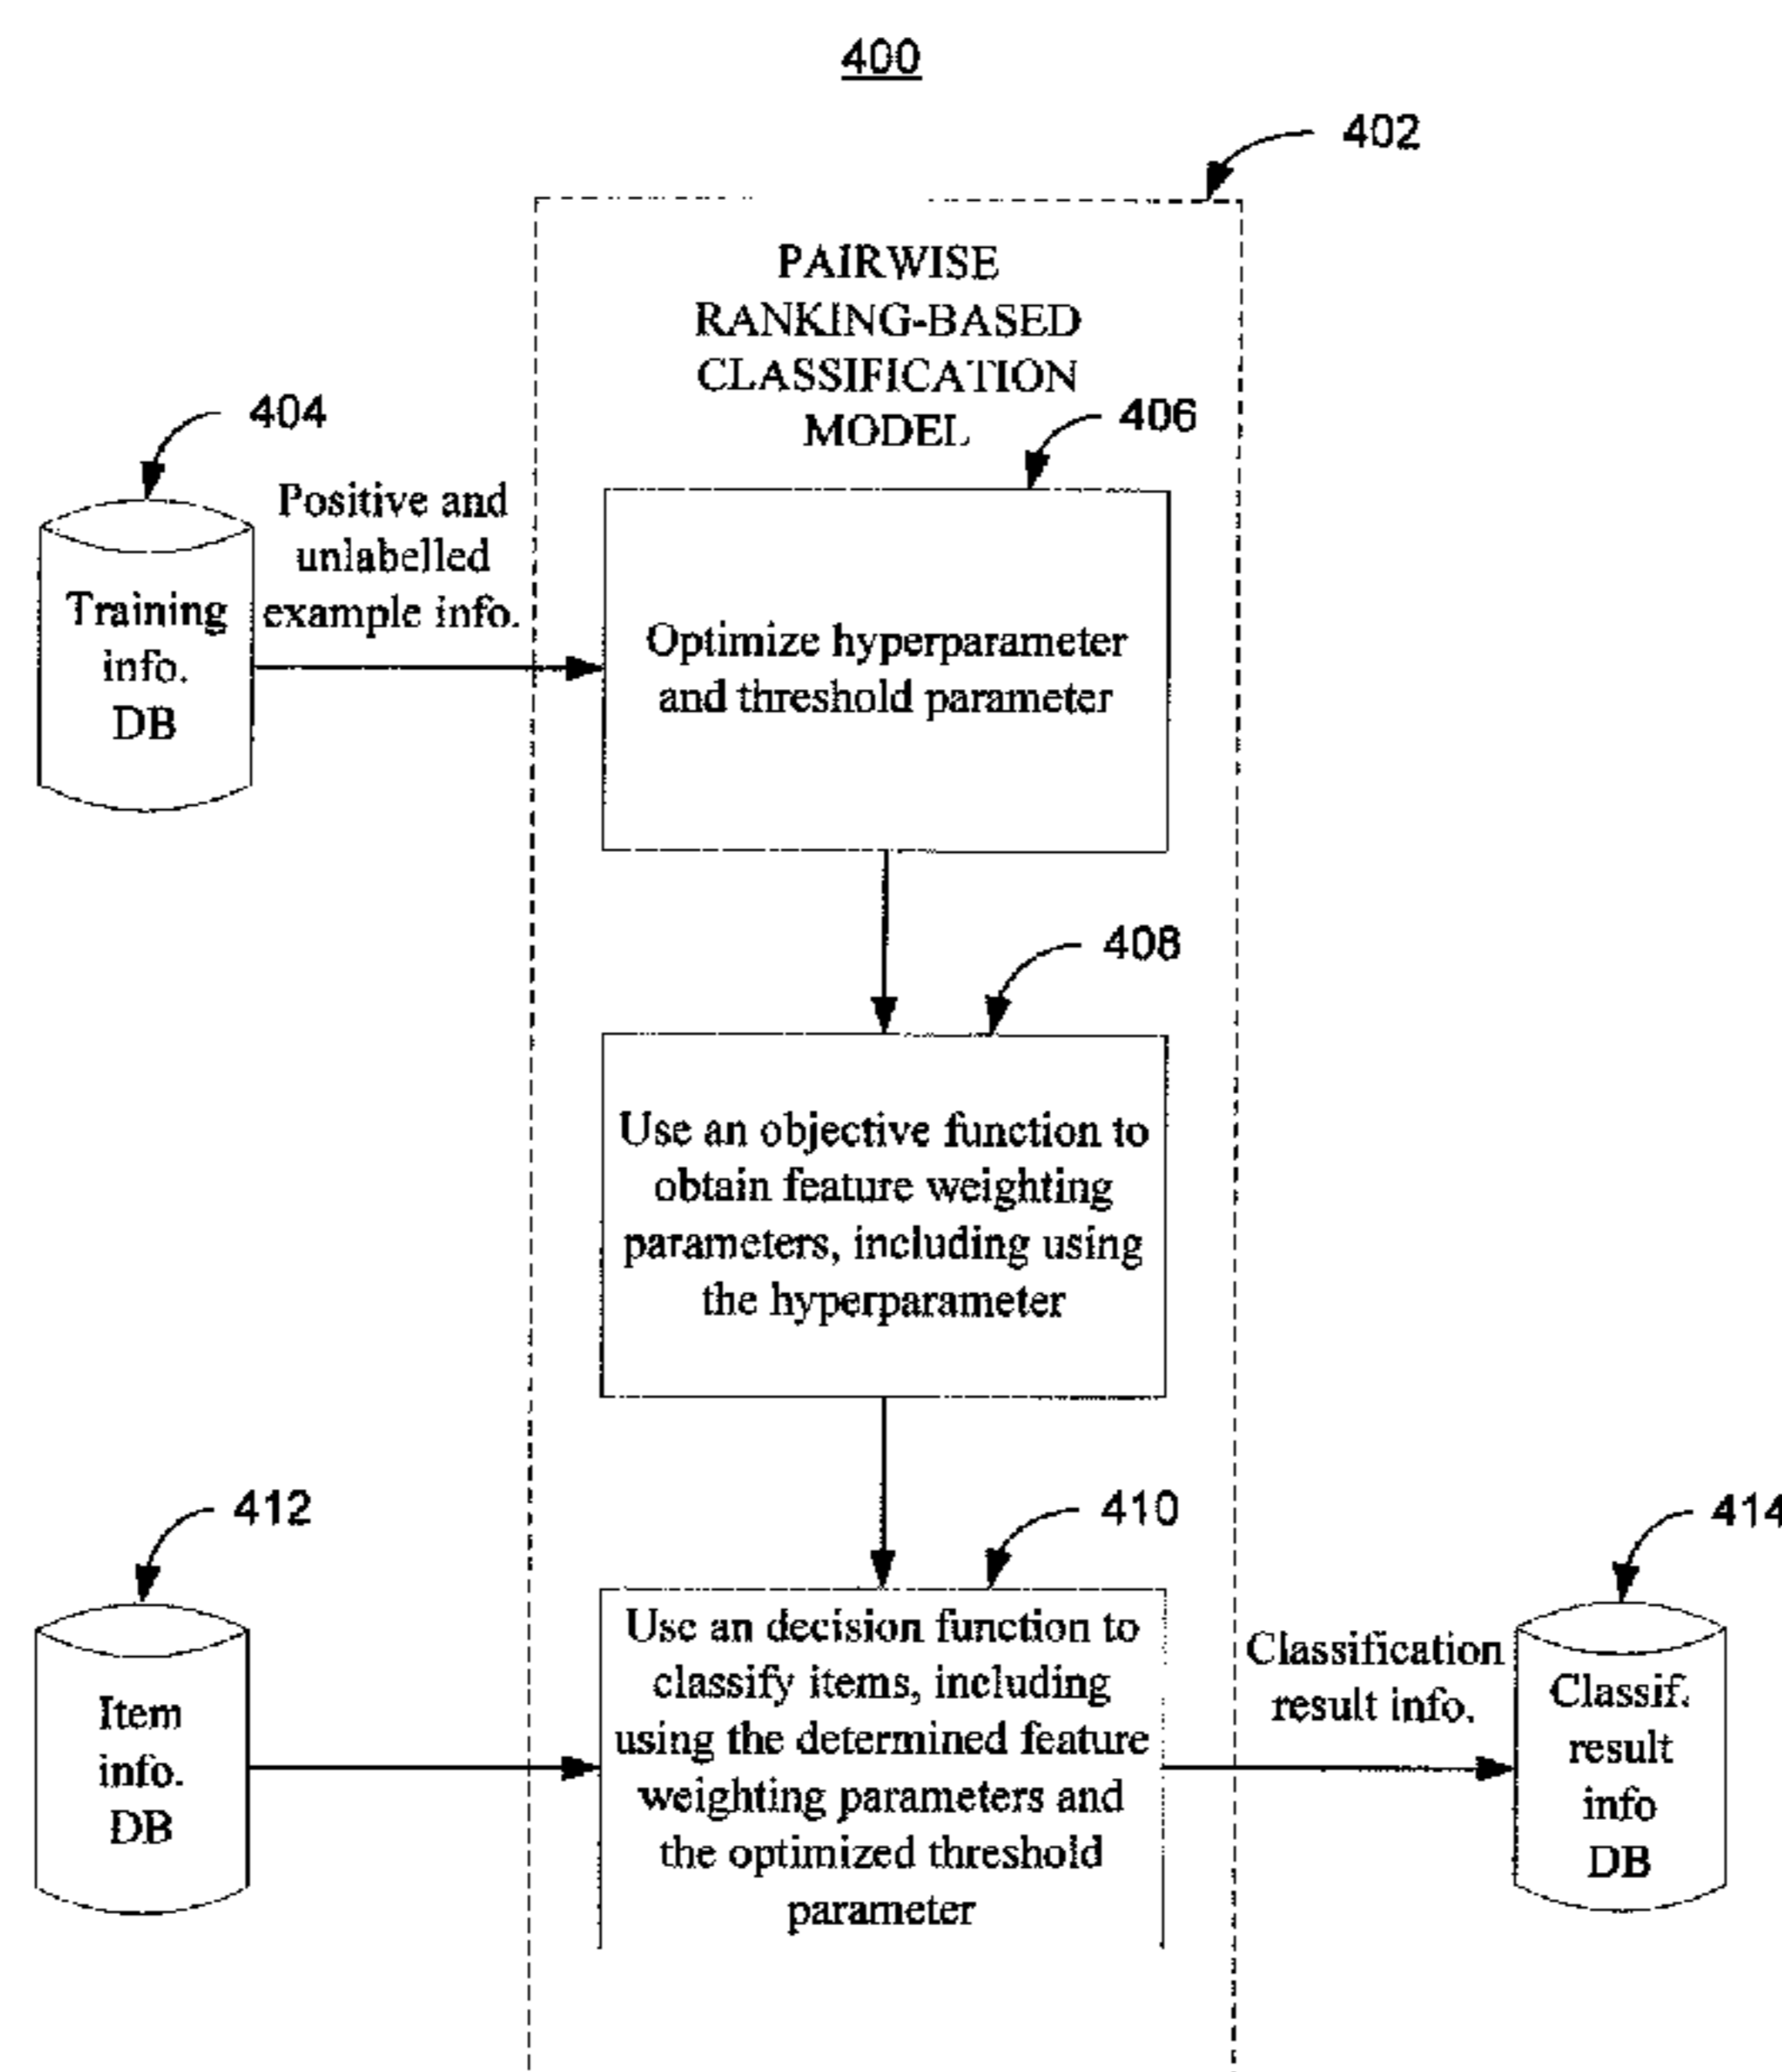 400
402
PAIRWISE
RANKING-BASED
CLASSIFICATION
MODEL
404
406
Positive and
unlabelled
example info.
Training
info.
DB
Optimize hyperparameter
and threshold parameter
408
Use an objective function to
obtain feature weighting
parameters, including using
the hyperparameter
412
410
414
Item
info.
DB
Use an decision function to
classify items, including
using the determined feature
weighting parameters and
the optimized threshold
parameter
Classification
result info.
Classif.
result
info
DB